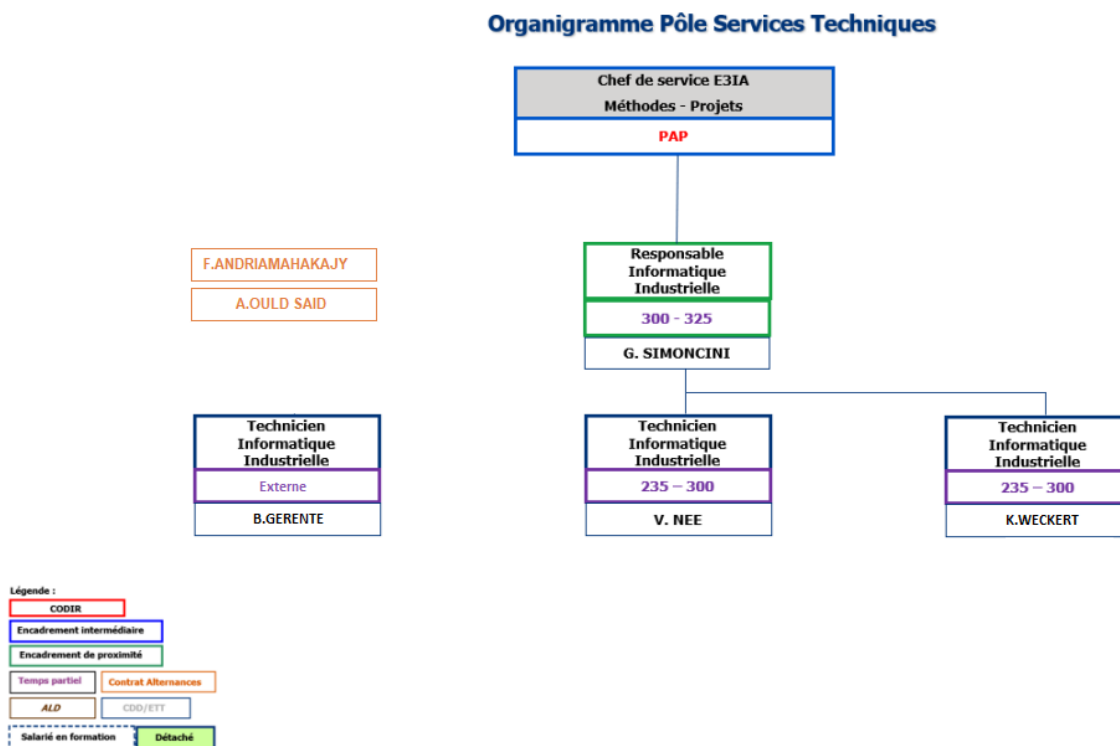 Organigramme Pôle Services Techniques
Chef de service E3IA
Méthodes - Projets
PAP
F.ANDRIAMAHAKAJY
A.OULD SAID
Responsable
Informatique
Industrielle
300 - 325
G. SIMONCINI
Technicien
Informatique
Industrielle
Externe
B.GERENTE
Technicien
Informatique
Industrielle
235 – 300
V. NEE
Technicien
Informatique
Industrielle
235 – 300
K.WECKERT
Légende :
CODIR
Encadrement intermédiaire
Encadrement de proximité
Temps partiel
Contrat Alternances
ALD
CDD/ETT
Salarié en formation
Détaché